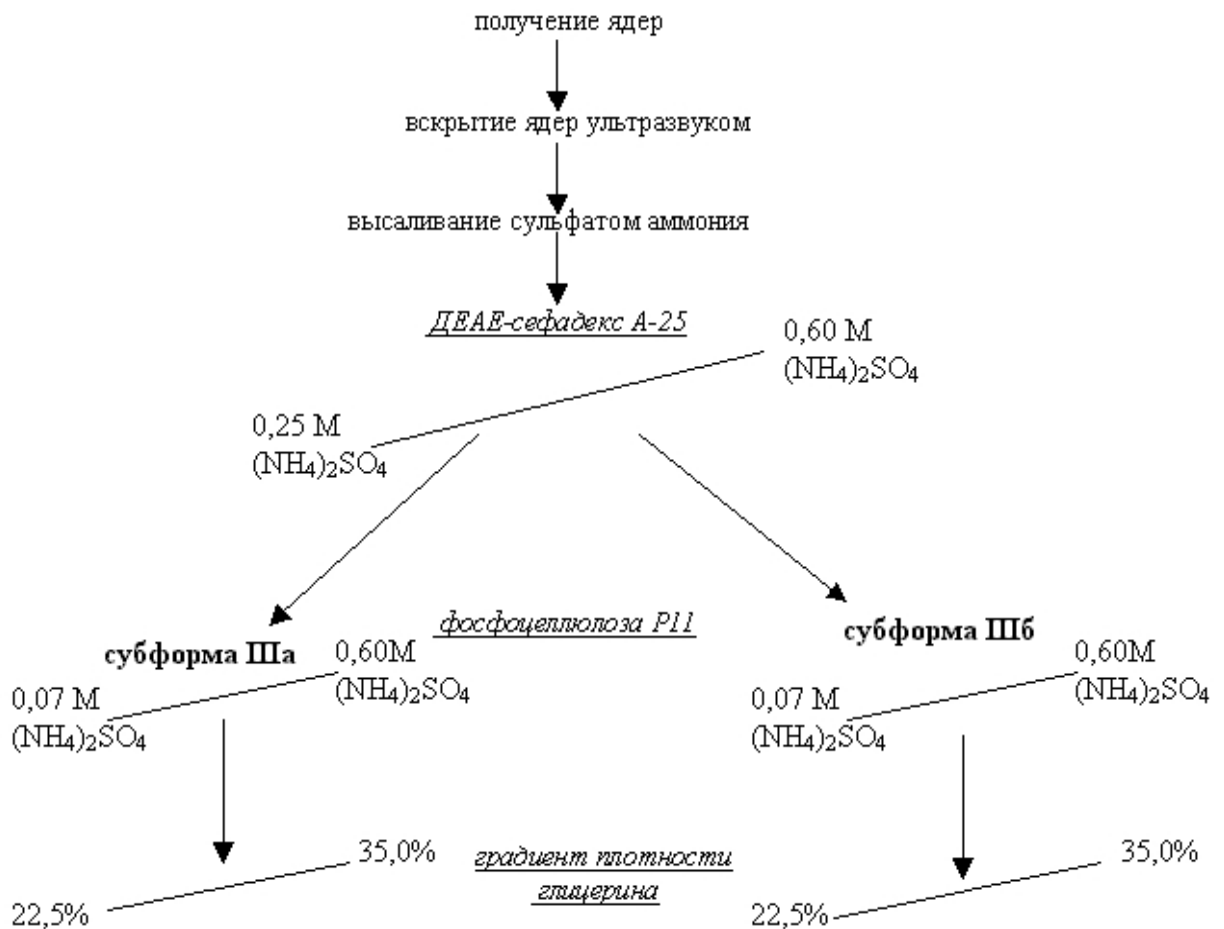 получение ядер
вскрытие ядер ультразвуком
высаливание сульфатом аммония
ДЕАЕ-сефадекс А-25
0,60 М
(NH4)2SO4
0,25 М
(NH4)2SO4
фосфоцеллюлоза Р11
субформа IIIа
0,60М
(NH4)2SO4
0,07 М
(NH4)2SO4
субформа IIIб
0,60М
(NH4)2SO4
0,07 М
(NH4)2SO4
градиент плотности
глицерина
35,0%
22,5%
35,0%
22,5%